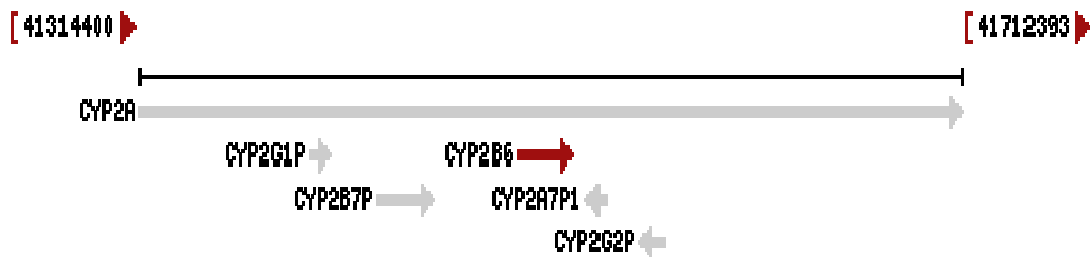 [ 41314400 [ 41712393
CYP2A
CYP2G1P CYP2B6
CYP2B7P CYP2A7P1
CYP2G2P